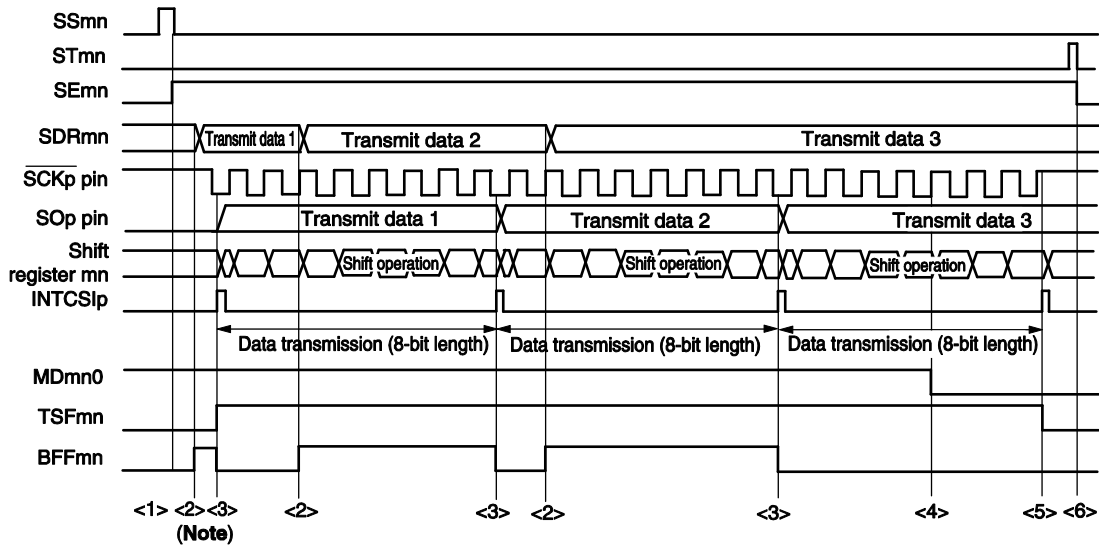 SSmn
STmn
SEmn
SDRmn Transmit data 1 Transmit data 2 Transmit data 3
SCKp pin
SOp pin Transmit data 1 Transmit data 2 Transmit data 3
Shift
register mn Shift operation Shift operation Shift operation
INTCSIp
Data transmission (8-bit length) Data transmission (8-bit length) Data transmission (8-bit length)
MDmn0
TSFmn
BFFmn
<1> <2> <3> <2> <3> <2> <3> <4> <5> <6>
(Note)